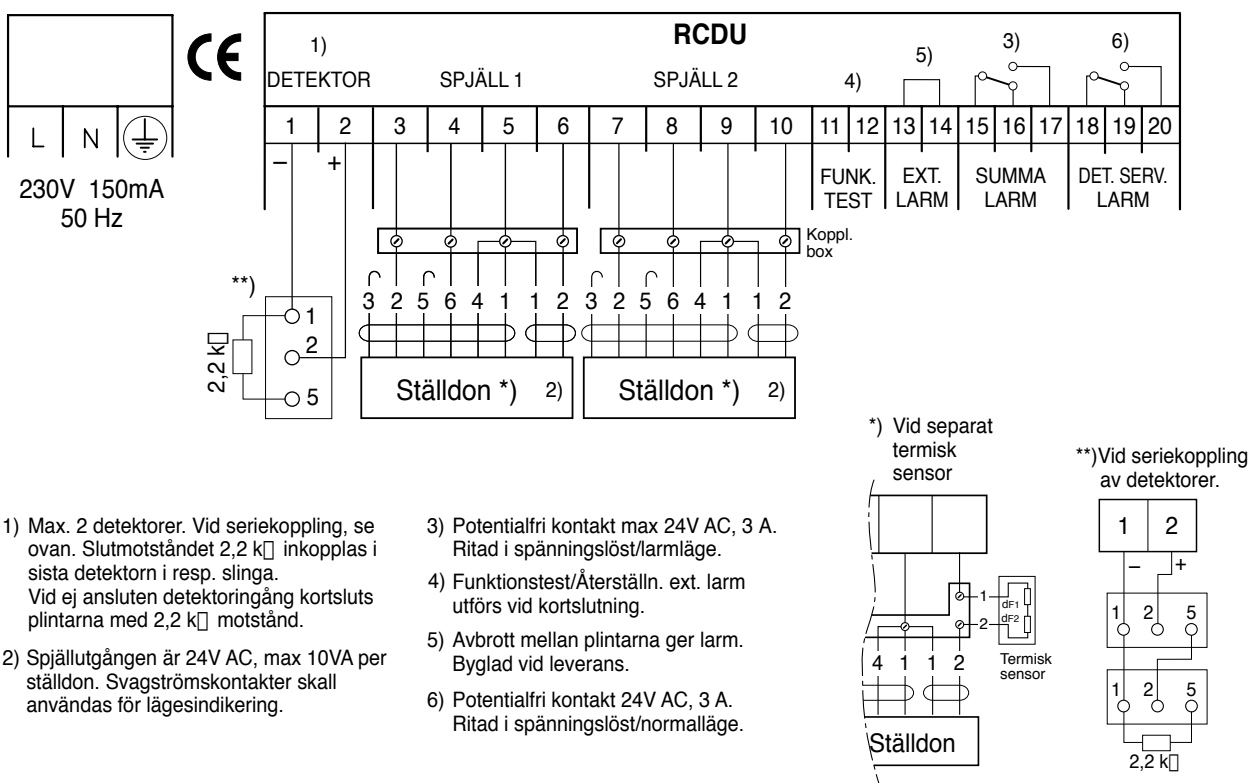 RCDU
1)
3)
5)
6)
DETEKTOR SPJÄLL 1 SPJÄLL 2 4)
L N
1 2 3 4 5 6 7 8 9 10 11 12 13 14 15 16 17 18 19 20
– +
230V 150mA
50 Hz
FUNK.
TEST
EXT.
LARM
SUMMA
LARM
DET. SERV.
LARM
Koppl.
box
**)
3 2 5 6 4 1 1 2 3 2 5 6 4 1 1 2
1
2
5
2,2 k▯
Ställdon *) 2)
Ställdon *) 2)
*) Vid separat
termisk
sensor
1
dF1
dF2
2
4 1 1 2
Termisk
sensor
Ställdon
**)Vid seriekoppling
av detektorer.
1 2
– +
1 2 5
1 2 5
2,2 k▯
1) Max. 2 detektorer. Vid seriekoppling, se
ovan. Slutmotståndet 2,2 k▯ inkopplas i
sista detektorn i resp. slinga.
Vid ej ansluten detektoringång kortsluts
plintarna med 2,2 k▯ motstånd.
2) Spjällutgången är 24V AC, max 10VA per
ställdon. Svagströmskontakter skall
användas för lägesindikering.
3) Potentialfri kontakt max 24V AC, 3 A.
Ritad i spänningslöst/larmläge.
4) Funktionstest/Återställn. ext. larm
utförs vid kortslutning.
5) Avbrott mellan plintarna ger larm.
Byglad vid leverans.
6) Potentialfri kontakt 24V AC, 3 A.
Ritad i spänningslöst/normalläge.